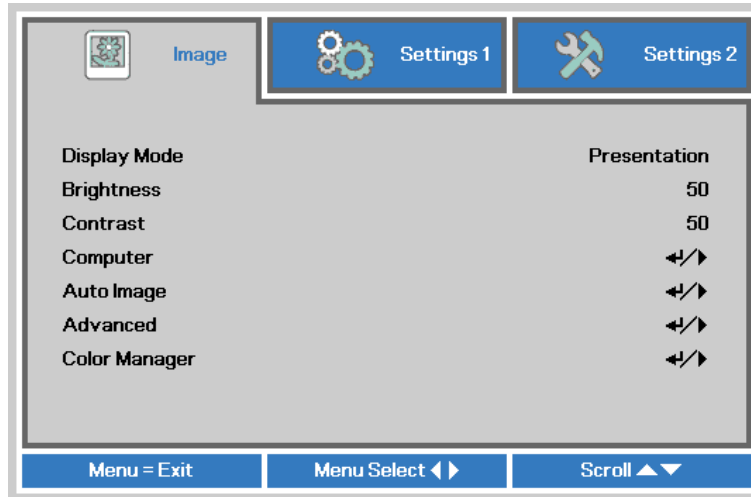 Image Settings 1 Settings 2
Display Mode Presentation
Brightness 50
Contrast 50
Computer ↵/▶
Auto Image ↵/▶
Advanced ↵/▶
Color Manager ↵/▶
Menu = Exit Menu Select ◀ ▶ Scroll ▲ ▼